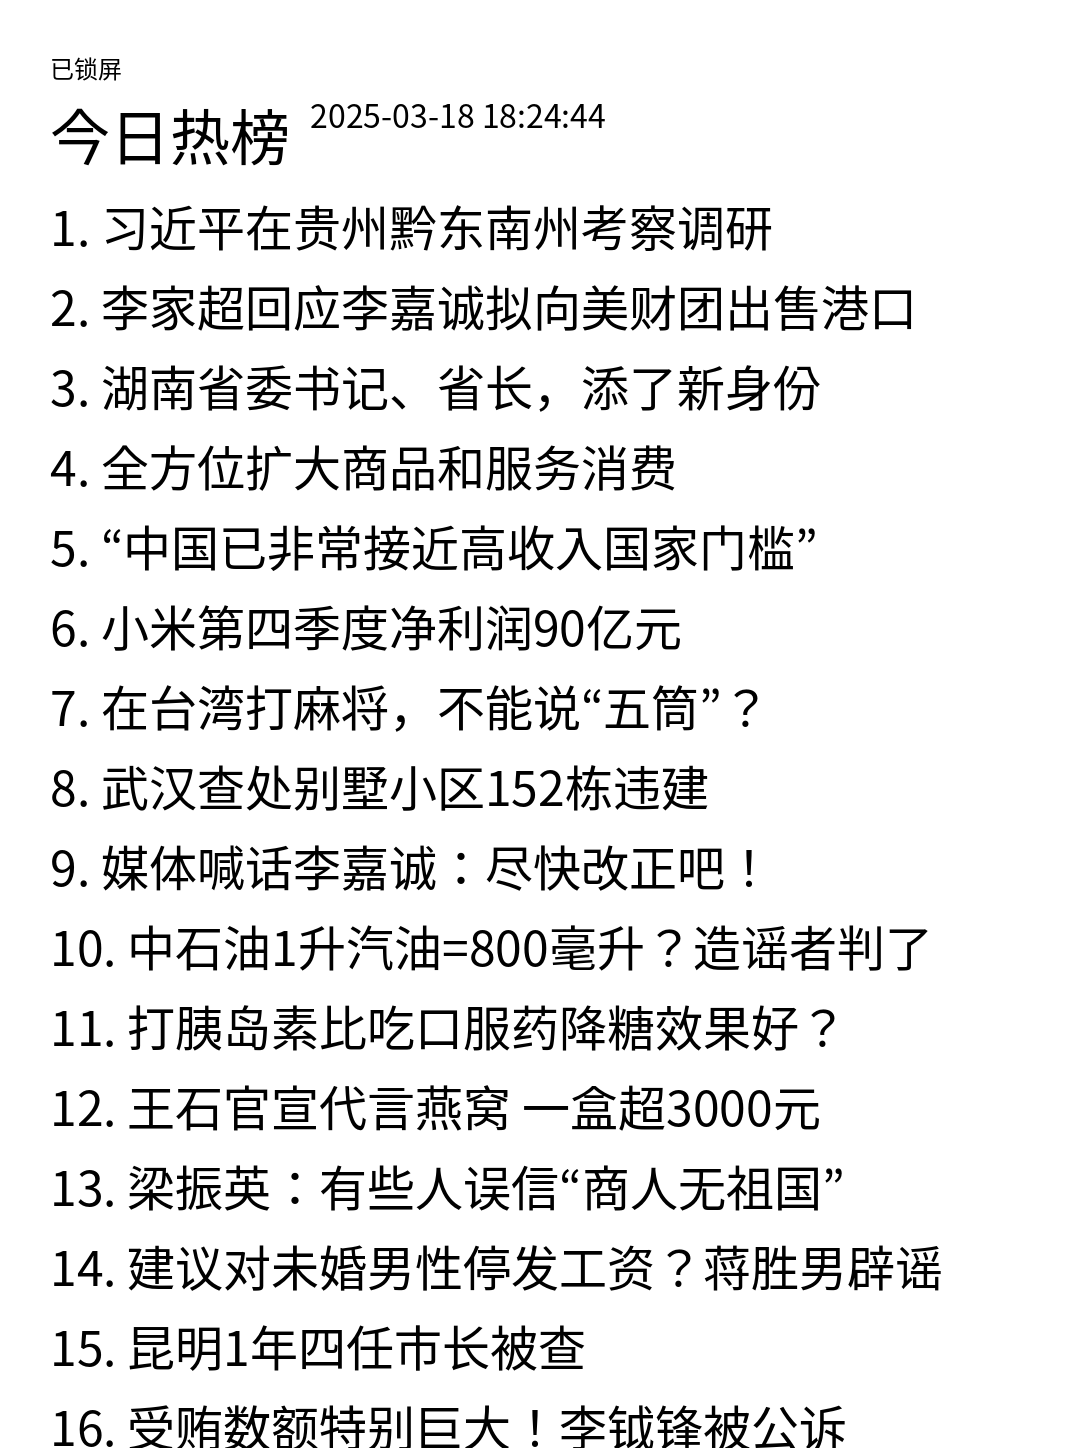 已锁屏
今日热榜 2025-03-18 18:24:44
1. 习近平在贵州黔东南州考察调研
2. 李家超回应李嘉诚拟向美财团出售港口
3. 湖南省委书记、省长，添了新身份
4. 全方位扩大商品和服务消费
5. “中国已非常接近高收入国家门槛”
6. 小米第四季度净利润90亿元
7. 在台湾打麻将，不能说“五筒”？
8. 武汉查处别墅小区152栋违建
9. 媒体喊话李嘉诚：尽快改正吧！
10. 中石油1升汽油=800毫升？造谣者判了
11. 打胰岛素比吃口服药降糖效果好？
12. 王石官宣代言燕窝 一盒超3000元
13. 梁振英：有些人误信“商人无祖国”
14. 建议对未婚男性停发工资？蒋胜男辟谣
15. 昆明1年四任市长被查
16. 受贿数额特别巨大！李钺锋被公诉